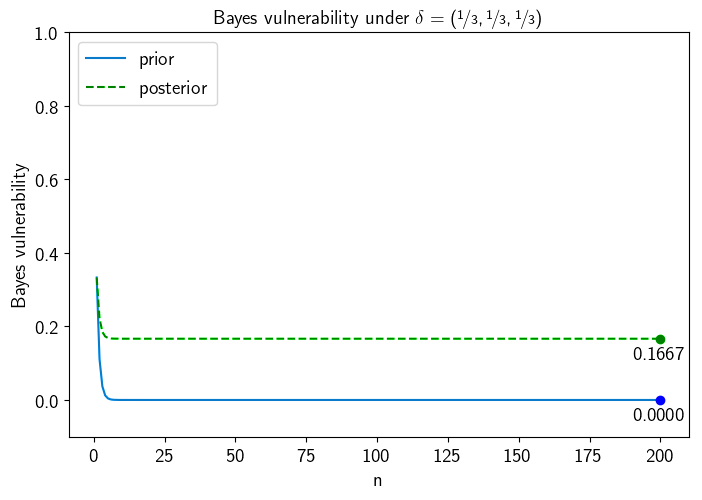 Bayes vulnerability under δ = (1/3, 1/3, 1/3)
prior
posterior
Bayes vulnerability
1.0
0.8
0.6
0.4
0.2
0.0
0.1667
0.0000
0 25 50 75 100 125 150 175 200
n